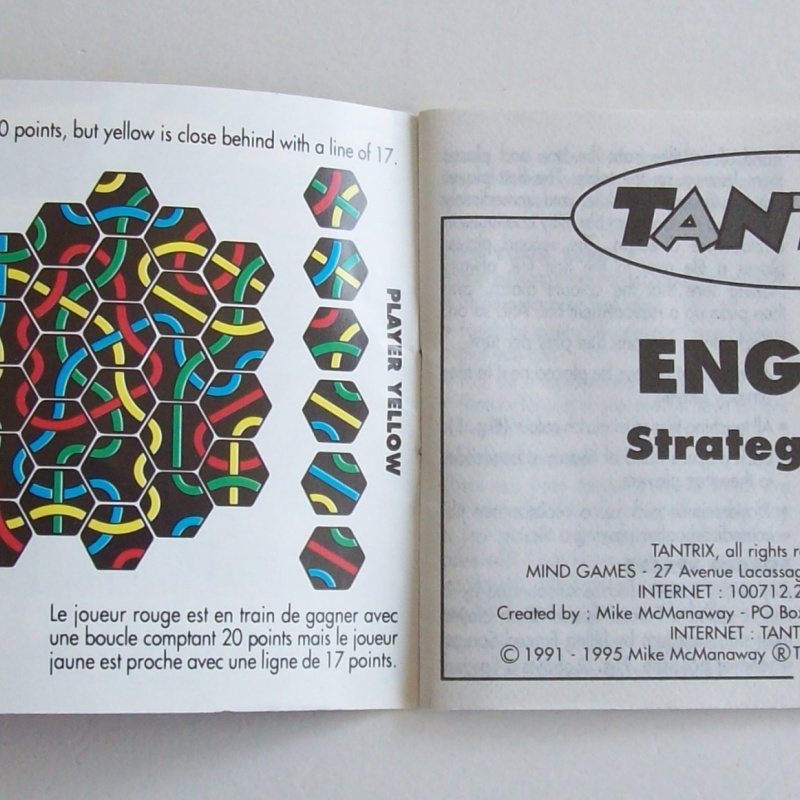 0 points, but yellow is close behind with a line of 17.
PLAYER YELLOW
Le joueur rouge est en train de gagner avec
une boucle comptant 20 points mais le joueur
jaune est proche avec une ligne de 17 points.
TANT
ENG
Strateg
TANTRIX, all rights r
MIND GAMES - 27 Avenue Lacassag
INTERNET : 100712.2
Created by : Mike McManaway - PO Box
INTERNET : TANT
© 1991 - 1995 Mike McManaway ® T